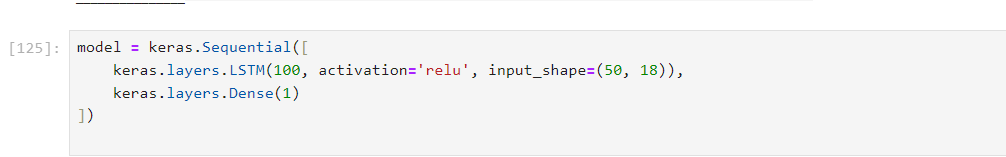 [125]: model = keras.Sequential([
    keras.layers.LSTM(100, activation='relu', input_shape=(50, 18)),
    keras.layers.Dense(1)
])